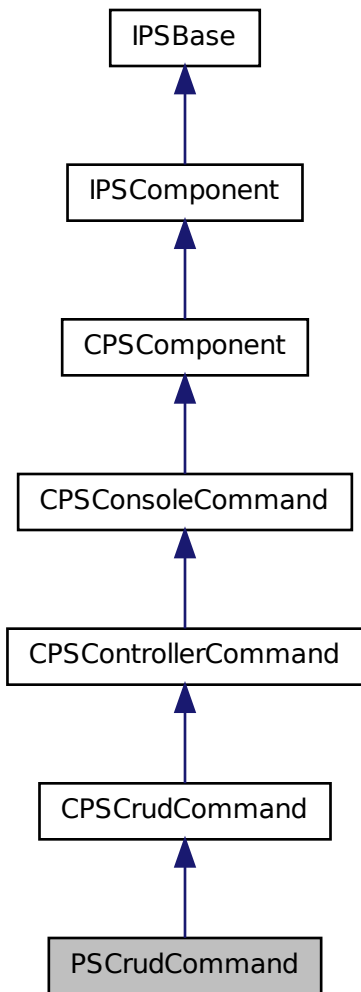 IPSBase
IPSComponent
CPSComponent
CPSConsoleCommand
CPSControllerCommand
CPSCrudCommand
PSCrudCommand